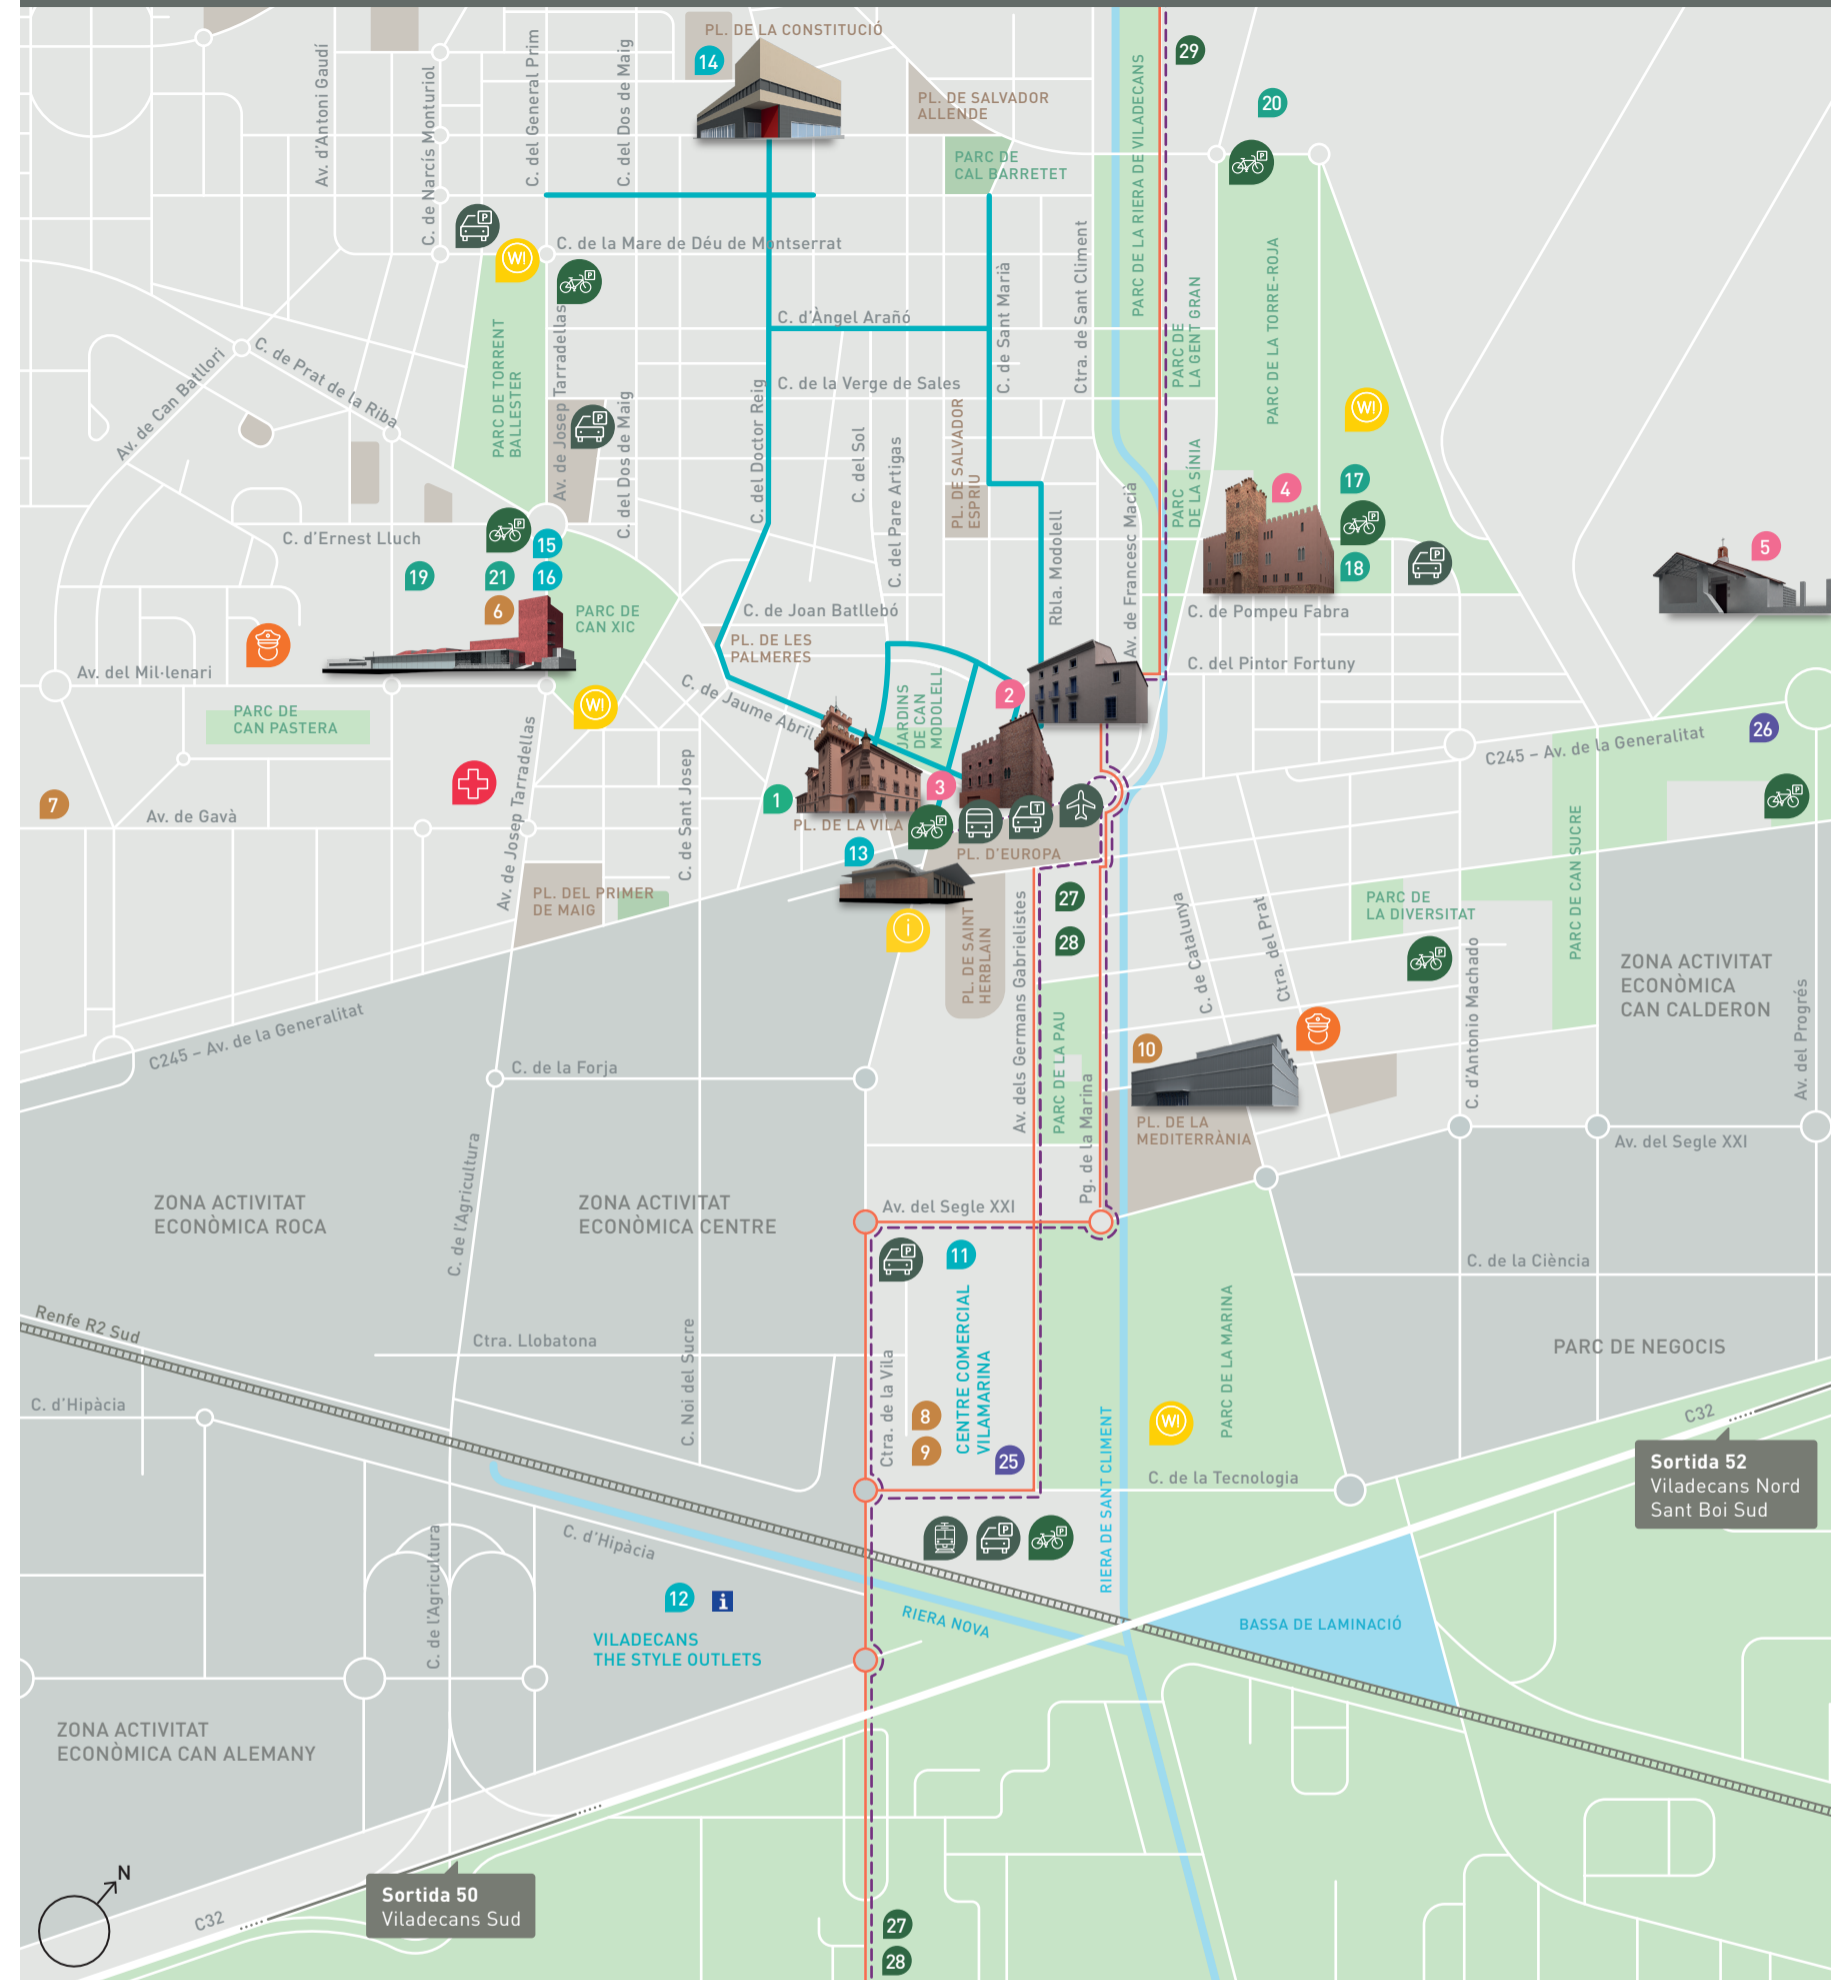 PL. DE LA CONSTITUCIÓ
14
29
20
Av. d'Antoni Gaudí
C. de Narcís Monturiol
C. del General Prim
C. del Dos de Maig
PL. DE SALVADOR
ALLENDE
PARC DE
CAL BARRETET
PARC DE LA RIERA DE VILADECANS
P
P
WI
C. de la Mare de Déu de Montserrat
P
C. d'Àngel Arañó
C. de Sant Marià
Ctra. de Sant Climent
PARC DE
LA GENT GRAN
PARC DE LA TORRE-ROJA
Av. de Can Batllori
C. de Prat de la Riba
PARC DE TORRENT
BALLESTER
Av. de Josep Tarradellas
P
C. del Dos de Maig
C. del Doctor Reig
C. de la Verge de Sales
C. del Sol
C. del Pare Artigas
PL. DE SALVADOR
ESPRIU
WI
PARC
DE LA SÍNIA
4
17
P
18
P
5
C. d'Ernest Lluch
P
15
19
21
16
6
PARC DE
CAN XIC
C. de Joan Batllebó
Rbla. Modolell
Av. de Francesc Macià
C. de Pompeu Fabra
PL. DE LES
PALMERES
C. del Pintor Fortuny
Av. del Mil·lenari
PARC DE
CAN PASTERA
WI
C. de Jaume Abril
JARDINS
DE CAN
MODOLELL
2
26
C245 – Av. de la Generalitat
7
Av. de Gavà
Av. de Josep Tarradellas
C. de Sant Josep
1
3
PL. DE LA VILA
P
T
P
13
PL. D'EUROPA
PL. DEL PRIMER
DE MAIG
i
PL. DE SAINT
HERBLAIN
Av. dels Germans Gabrielistes
27
28
C. de Catalunya
Ctra. del Prat
PARC DE
LA DIVERSITAT
P
PARC DE CAN SUCRE
C. d'Antonio Machado
ZONA ACTIVITAT
ECONÒMICA
CAN CALDERON
Av. del Progrés
C245 – Av. de la Generalitat
C. de la Forja
PARC DE LA PAU
Pg. de la Marina
10
PL. DE LA
MEDITERRÀNIA
Av. del Segle XXI
C. de l'Agricultura
ZONA ACTIVITAT
ECONÒMICA ROCA
ZONA ACTIVITAT
ECONÒMICA CENTRE
Av. del Segle XXI
P
11
C. de la Ciència
Renfe R2 Sud
Ctra. Llobatona
C. Noi del Sucre
Ctra. de la Vila
CENTRE COMERCIAL
VILAMARINA
PARC DE LA MARINA
PARC DE NEGOCIS
C. d'Hipàcia
8
9
25
WI
C32
RIERA DE SANT CLIMENT
C. de la Tecnologia
Sortida 52
Viladecans Nord
Sant Boi Sud
P
P
C. d'Hipàcia
C. de l'Agricultura
12
i
VILADECANS
THE STYLE OUTLETS
RIERA NOVA
BASSA DE LAMINACIÓ
ZONA ACTIVITAT
ECONÒMICA CAN ALEMANY
N
Sortida 50
Viladecans Sud
C32
27
28